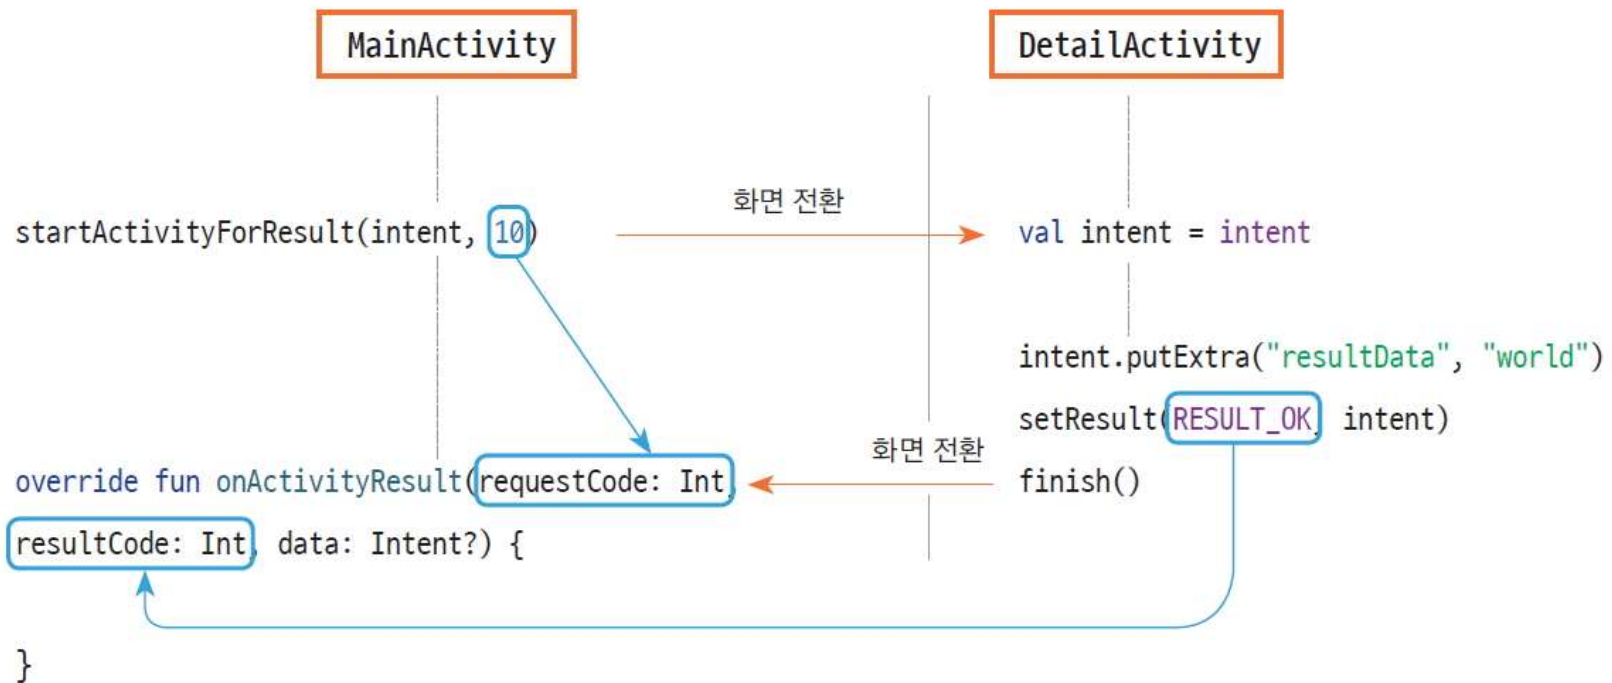 MainActivity
DetailActivity
화면 전환
startActivityForResult(intent, 10)
val intent = intent
intent.putExtra("resultData", "world")
setResult(RESULT_OK, intent)
화면 전환
override fun onActivityResult(requestCode: Int,
finish()
resultCode: Int, data: Intent?) {
}